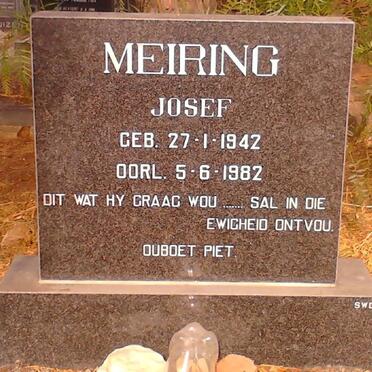 MEIRING
JOSEF
GEB. 27-1-1942
OORL. 5-6-1982
DIT WAT HY GRAAG WOU ....... SAL IN DIE
EWIGHEID ONTVOU.
OUBOET PIET.